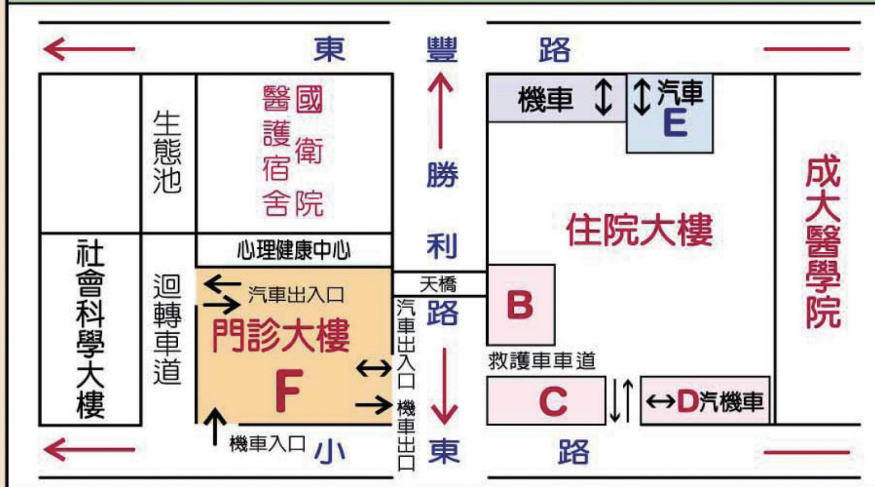 東豐路
機車
汽車
E
生態池
國衛院
醫護宿舍
勝利路
住院大樓
成大醫學院
社會科學大樓
迴轉車道
心理健康中心
天橋
汽車出入口
門診大樓
F
汽車出入口
機車出口
機車入口
B
救護車車道
C
D汽機車
小東路